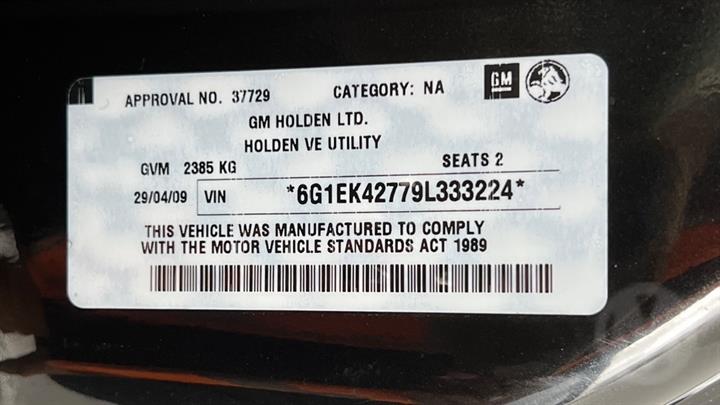 APPROVAL NO. 37729 CATEGORY: NA GM
GM HOLDEN LTD.
HOLDEN VE UTILITY
GVM 2385 KG SEATS 2
29/04/09 VIN *6G1EK42779L333224*
THIS VEHICLE WAS MANUFACTURED TO COMPLY
WITH THE MOTOR VEHICLE STANDARDS ACT 1989